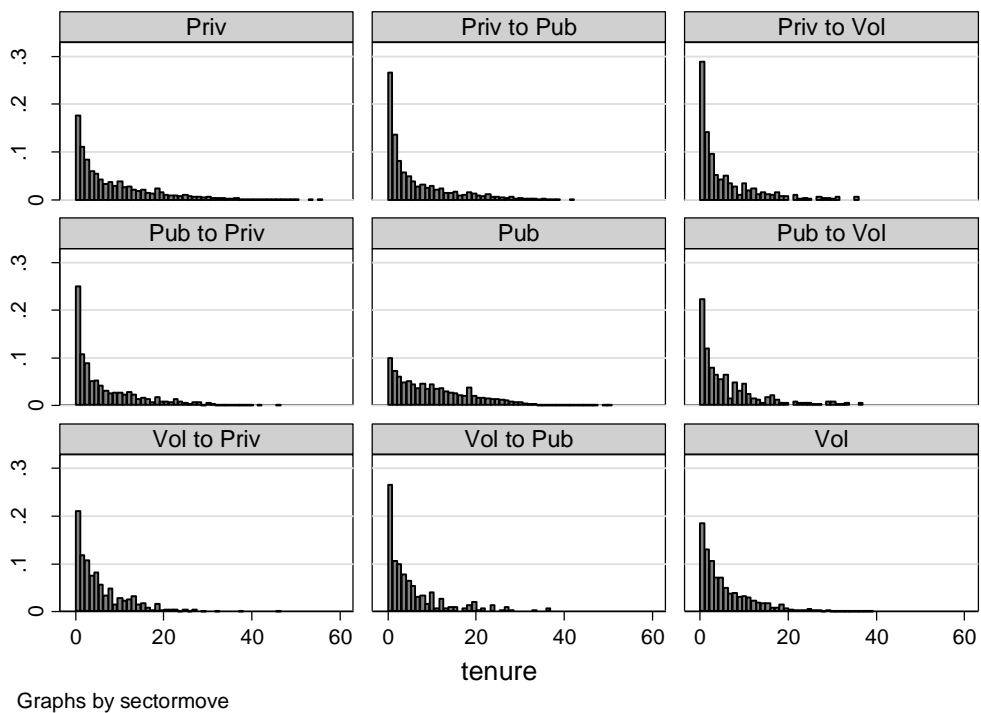 Priv Priv to Pub Priv to Vol
.3
.2
.1
0
Pub to Priv Pub Pub to Vol
.3
.2
.1
0
Vol to Priv Vol to Pub Vol
.3
.2
.1
0
0 20 40 60 0 20 40 60 0 20 40 60
tenure
Graphs by sectormove